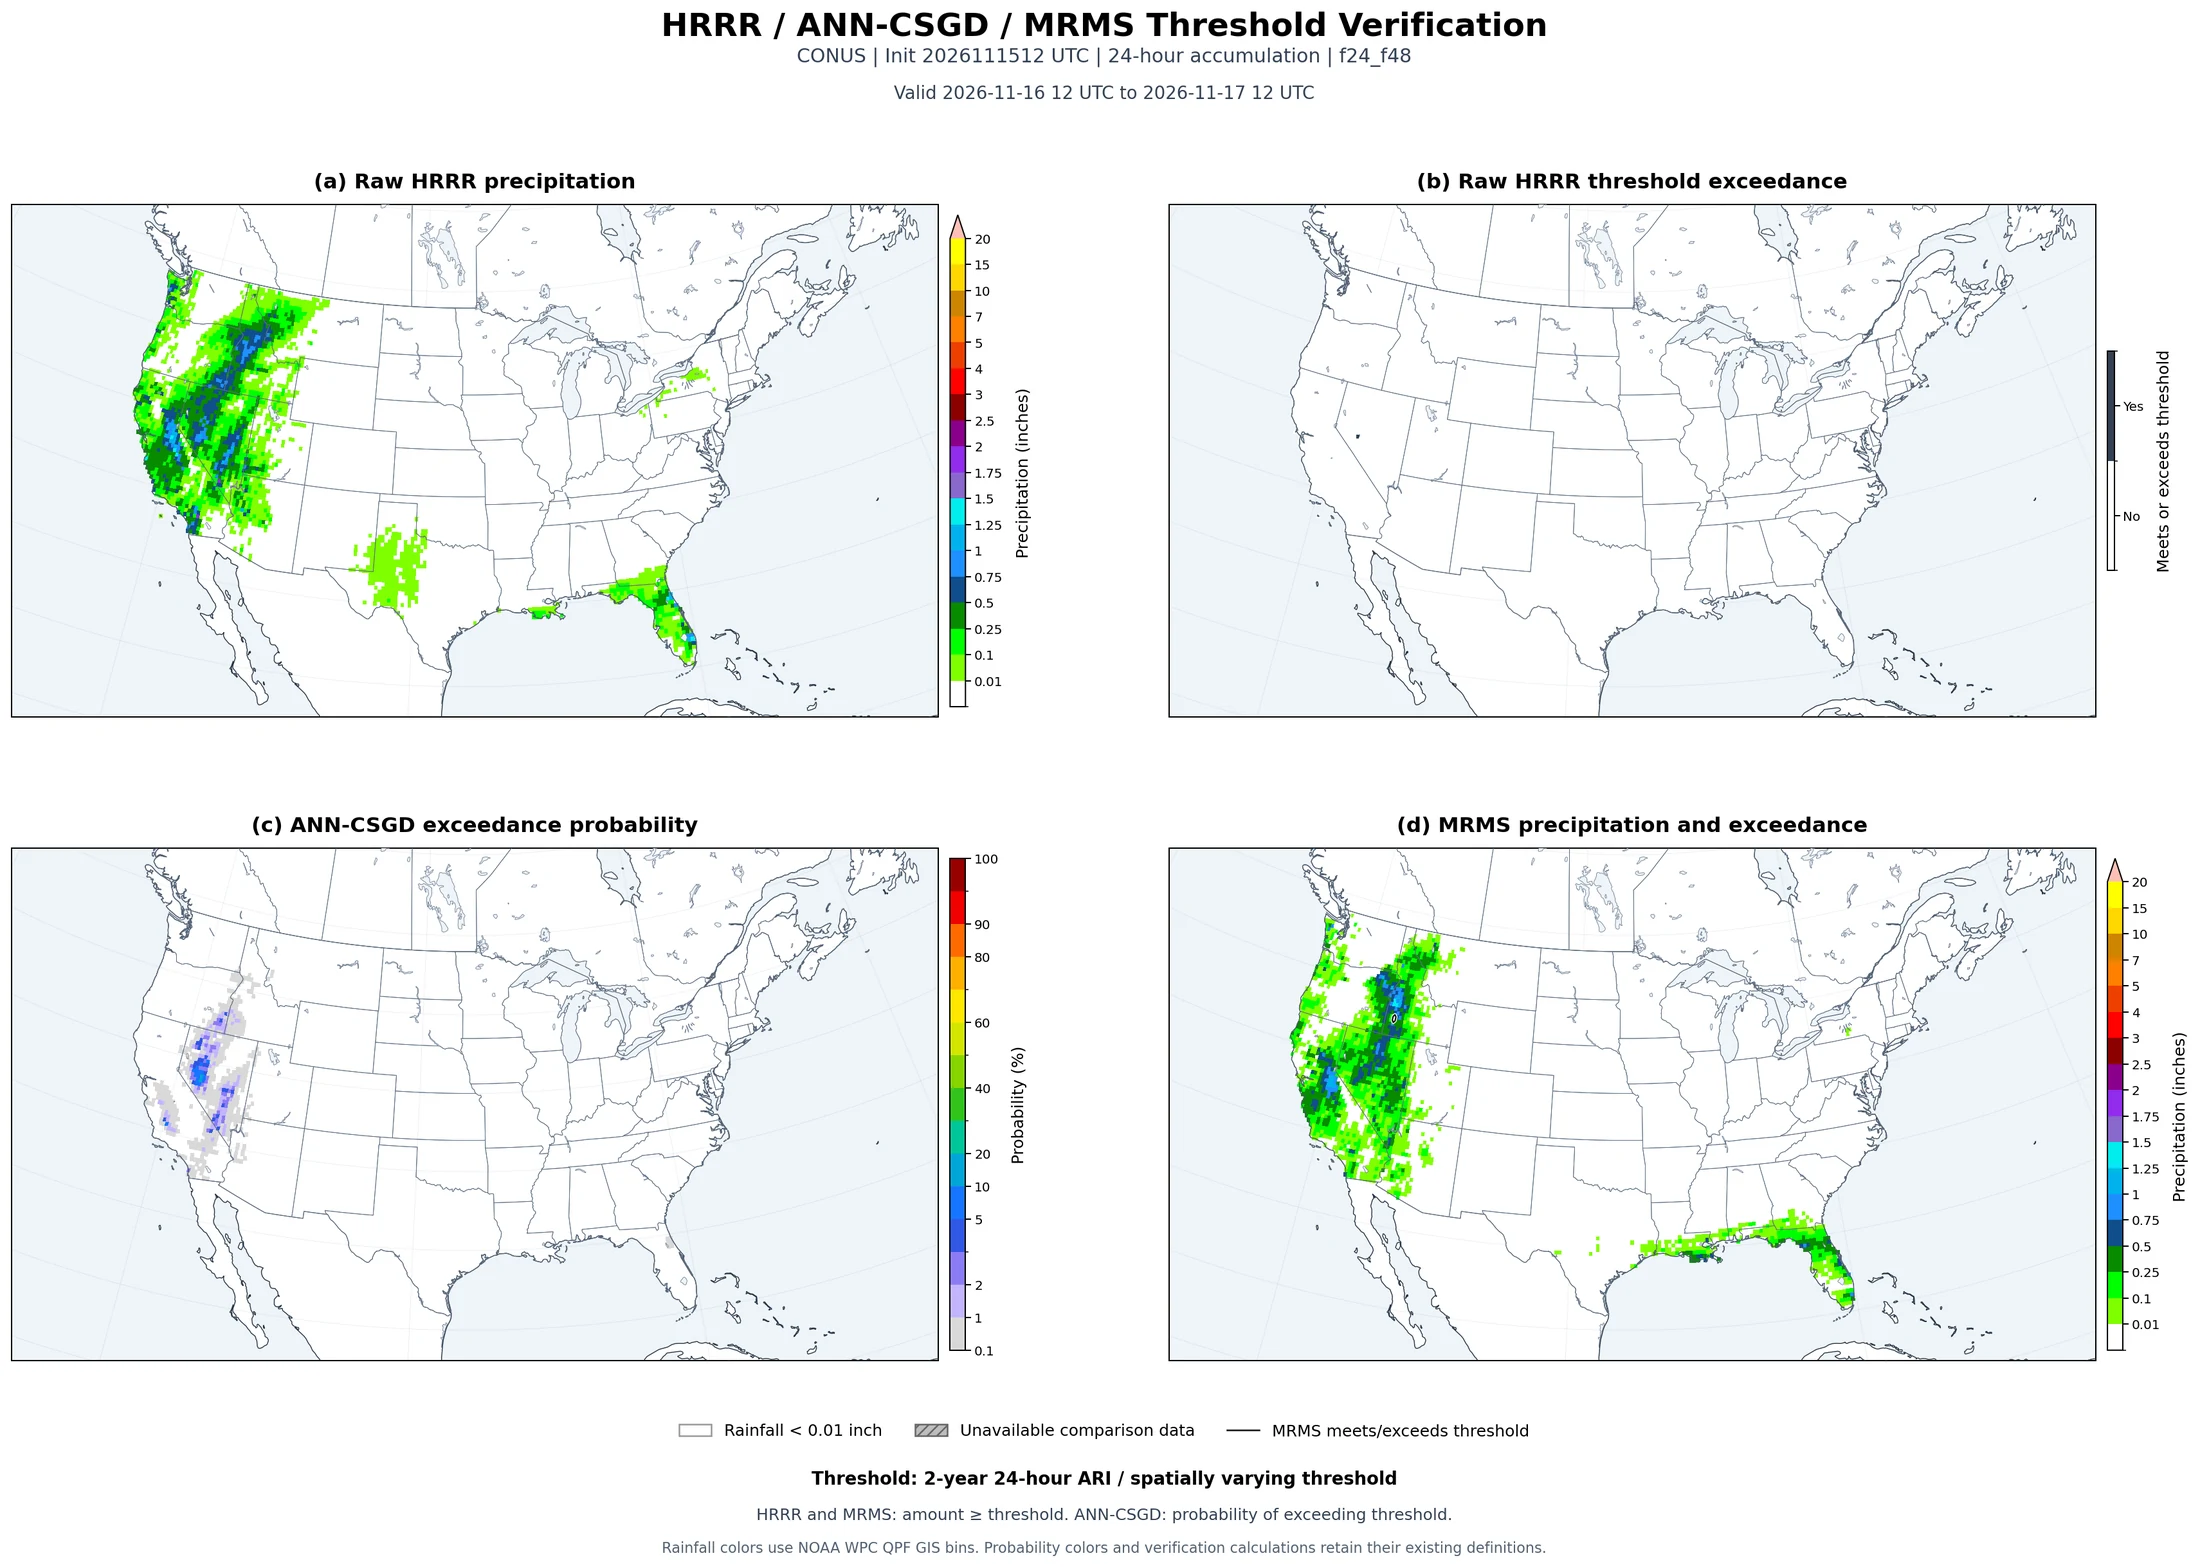 HRRR / ANN-CSGD / MRMS Threshold Verification
CONUS | Init 2026111512 UTC | 24-hour accumulation | f24_f48
Valid 2026-11-16 12 UTC to 2026-11-17 12 UTC
(a) Raw HRRR precipitation
20
15
10
7
5
4
3
2.5
2
1.75
1.5
1.25
1
0.75
0.5
0.25
0.1
0.01
Precipitation (inches)
(b) Raw HRRR threshold exceedance
Yes
No
Meets or exceeds threshold
(c) ANN-CSGD exceedance probability
100
90
80
60
40
20
10
5
2
1
0.1
Probability (%)
(d) MRMS precipitation and exceedance
20
15
10
7
5
4
3
2.5
2
1.75
1.5
1.25
1
0.75
0.5
0.25
0.1
0.01
Precipitation (inches)
Rainfall < 0.01 inch
Unavailable comparison data
MRMS meets/exceeds threshold
Threshold: 2-year 24-hour ARI / spatially varying threshold
HRRR and MRMS: amount ≥ threshold. ANN-CSGD: probability of exceeding threshold.
Rainfall colors use NOAA WPC QPF GIS bins. Probability colors and verification calculations retain their existing definitions.